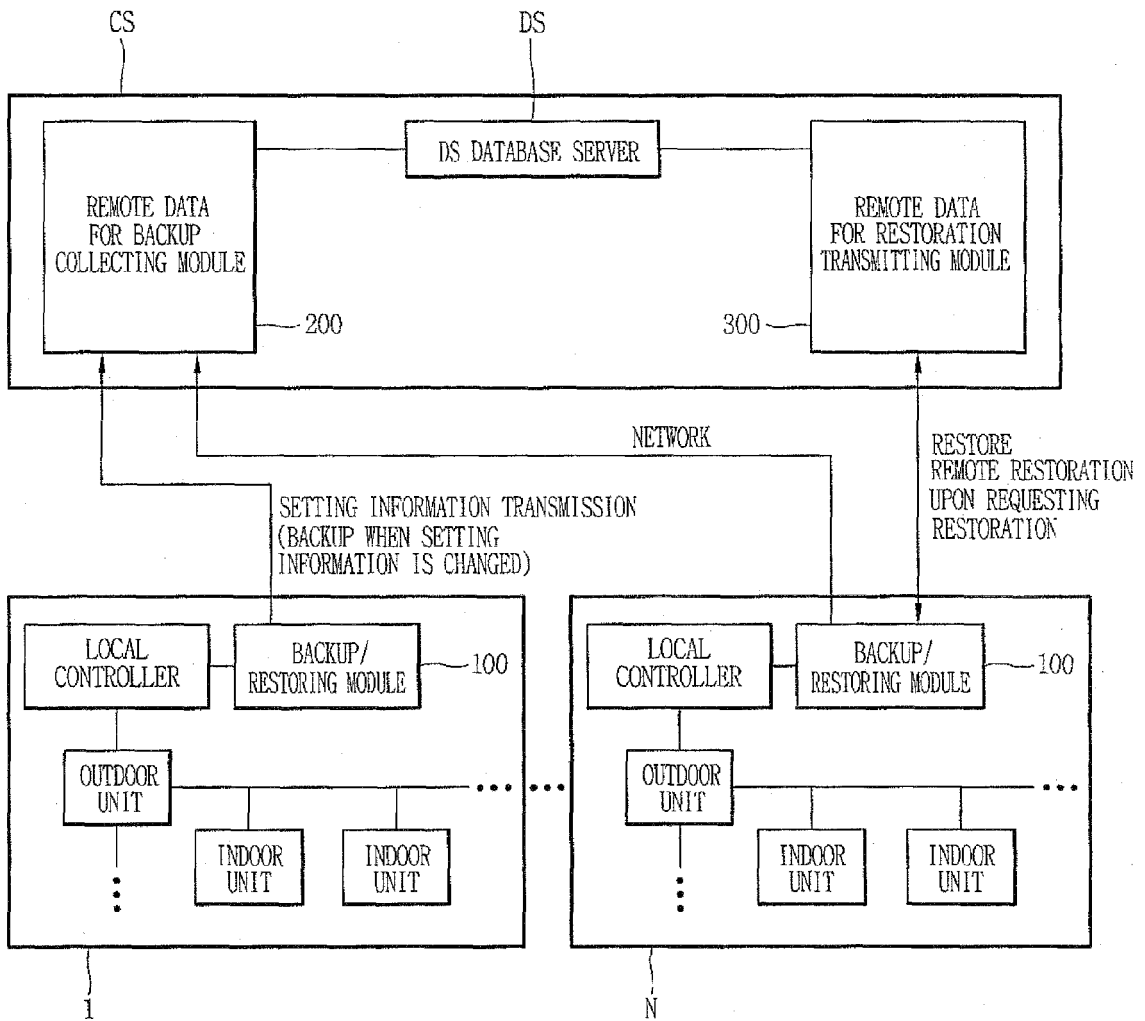 CS
DS
DS DATABASE SERVER
REMOTE DATA
FOR BACKUP
COLLECTING MODULE
REMOTE DATA
FOR RESTORATION
TRANSMITTING MODULE
200
300
NETWORK
RESTORE
REMOTE RESTORATION
UPON REQUESTING
RESTORATION
SETTING INFORMATION TRANSMISSION
(BACKUP WHEN SETTING
INFORMATION IS CHANGED)
LOCAL
CONTROLLER
BACKUP/
RESTORING MODULE
100
LOCAL
CONTROLLER
BACKUP/
RESTORING MODULE
100
OUTDOOR
UNIT
OUTDOOR
UNIT
INDOOR
UNIT
INDOOR
UNIT
INDOOR
UNIT
INDOOR
UNIT
1
N